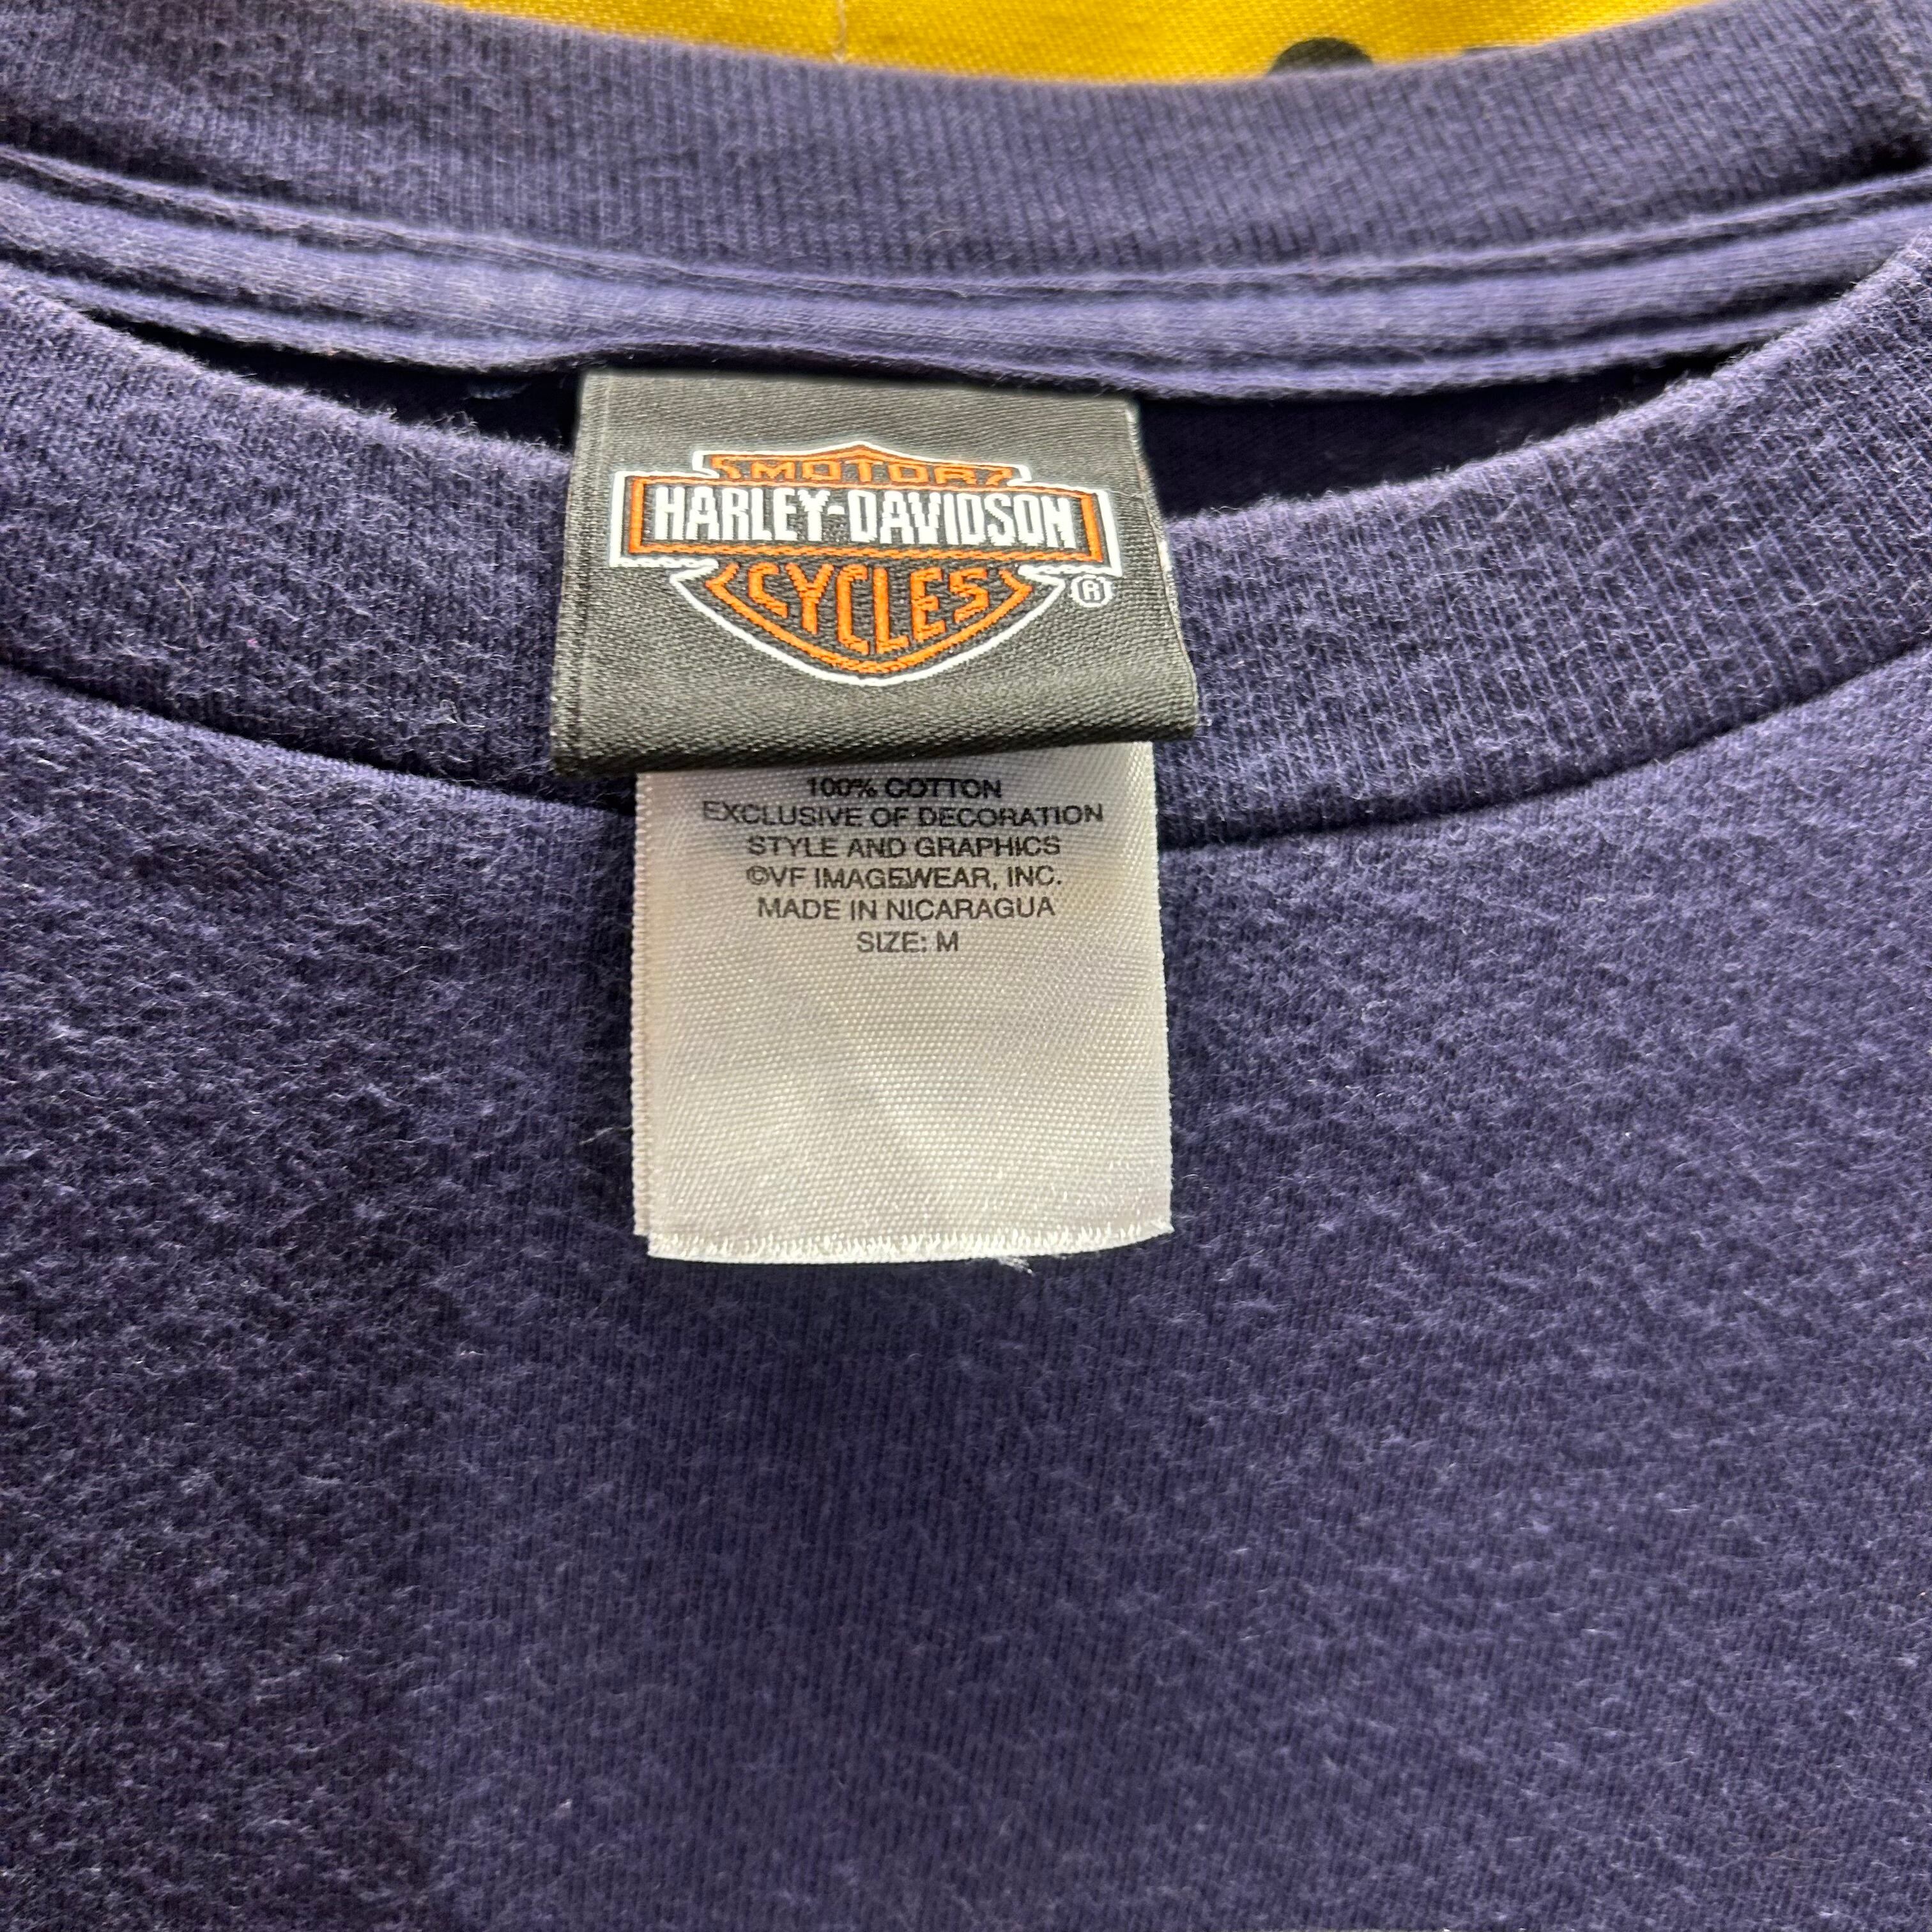 MOTOR
HARLEY-DAVIDSON
CYCLES ®
100% COTTON
EXCLUSIVE OF DECORATION
STYLE AND GRAPHICS
©VF IMAGEWEAR, INC.
MADE IN NICARAGUA
SIZE: M